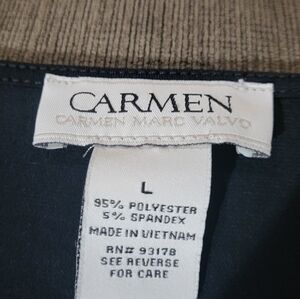 CARMEN
CARMEN MARC VALVO
L
95% POLYESTER
5% SPANDEX
MADE IN VIETNAM
RN# 93178
SEE REVERSE
FOR CARE